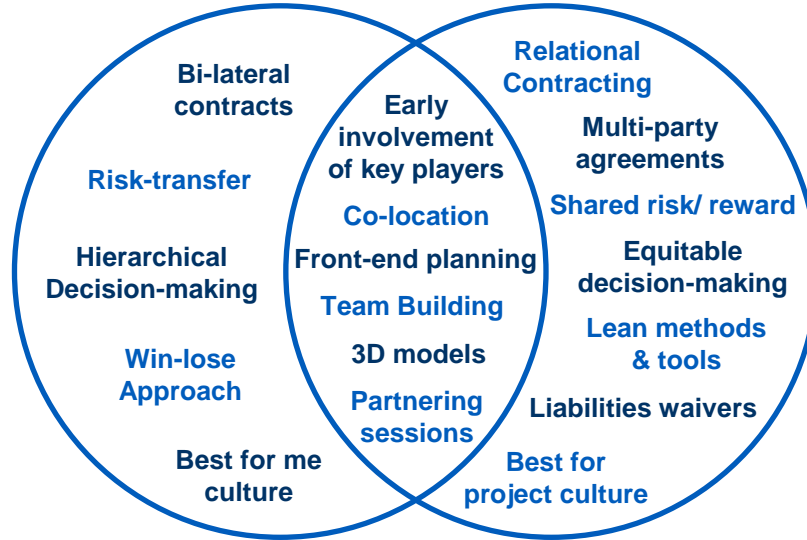 Bi-lateral
contracts
Risk-transfer
Hierarchical
Decision-making
Win-lose
Approach
Best for me
culture
Early
involvement
of key players
Co-location
Front-end planning
Team Building
3D models
Partnering
sessions
Relational
Contracting
Multi-party
agreements
Shared risk/ reward
Equitable
decision-making
Lean methods
& tools
Liabilities waivers
Best for
project culture